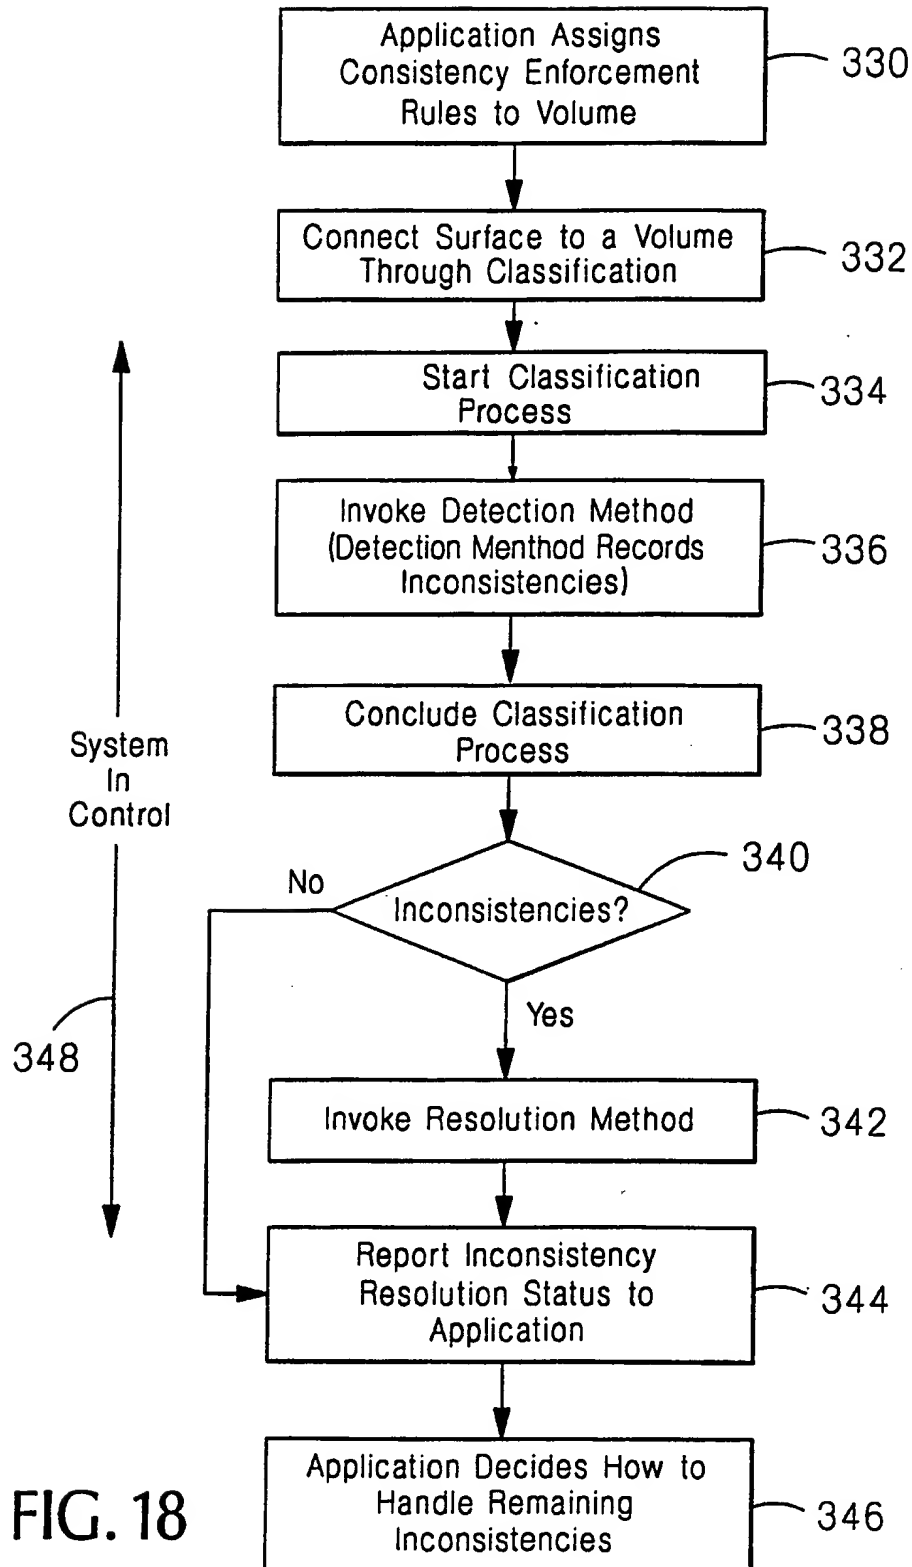 Application Assigns
Consistency Enforcement
Rules to Volume
330
Connect Surface to a Volume
Through Classification
332
Start Classification
Process
334
Invoke Detection Method
(Detection Menthod Records
Inconsistencies)
336
Conclude Classification
Process
338
System
In
Control
348
Inconsistencies?
340
No
Yes
Invoke Resolution Method
342
Report Inconsistency
Resolution Status to
Application
344
Application Decides How to
Handle Remaining
Inconsistencies
346
FIG. 18